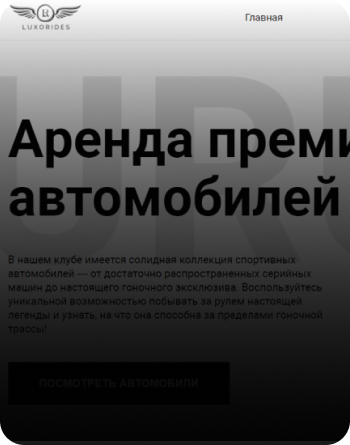 LUXORIDES
Главная
Аренда преми
автомобилей
В нашем клубе имеется солидная коллекция спортивных
автомобилей — от достаточно распространенных серийных
машин до настоящего гоночного эксклюзива. Воспользуйтесь
уникальной возможностью побывать за рулем настоящей
легенды и узнать, на что она способна за пределами гоночной
трассы!
ПОСМОТРЕТЬ АВТОМОБИЛИ